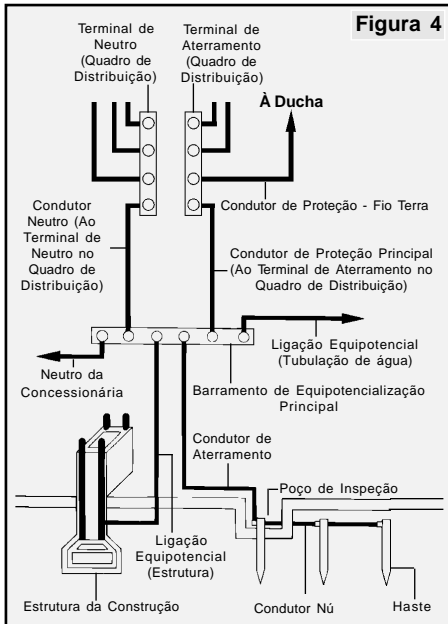 Figura 4
Terminal de
Neutro
(Quadro de
Distribuição)
Terminal de
Aterramento
(Quadro de
Distribuição)
À Ducha
Condutor de Proteção - Fio Terra
Condutor
Neutro (Ao
Terminal de
Neutro no
Quadro de
Distribuição)
Condutor de Proteção Principal
(Ao Terminal de Aterramento no
Quadro de Distribuição)
Ligação Equipotencial
(Tubulação de água)
Neutro da
Concessionária
Barramento de Equipotencialização
Principal
Condutor de
Aterramento
Poço de Inspeção
Ligação
Equipotencial
(Estrutura)
Estrutura da Construção
Condutor Nú
Haste